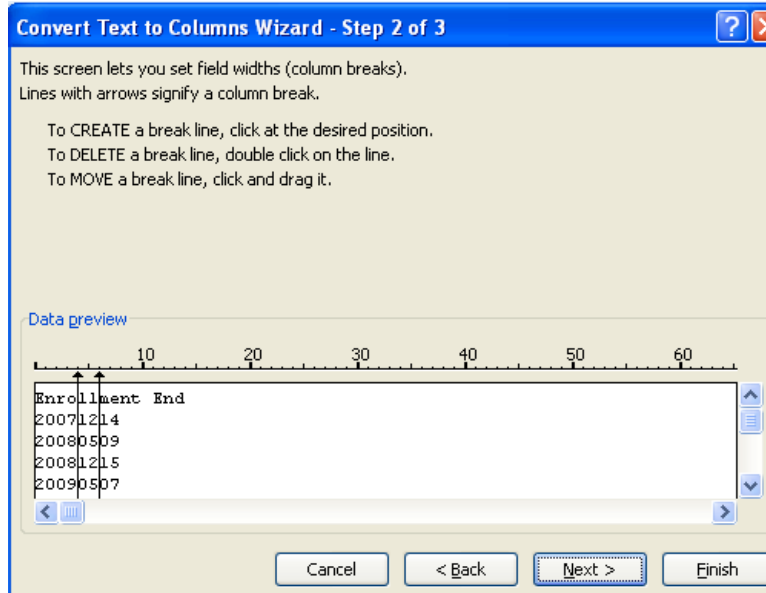 Convert Text to Columns Wizard - Step 2 of 3
?
This screen lets you set field widths (column breaks).
Lines with arrows signify a column break.
To CREATE a break line, click at the desired position.
To DELETE a break line, double click on the line.
To MOVE a break line, click and drag it.
Data preview
10 20 30 40 50 60
Enrollment End
20071214
20080509
20081215
20090507
Cancel < Back Next > Finish